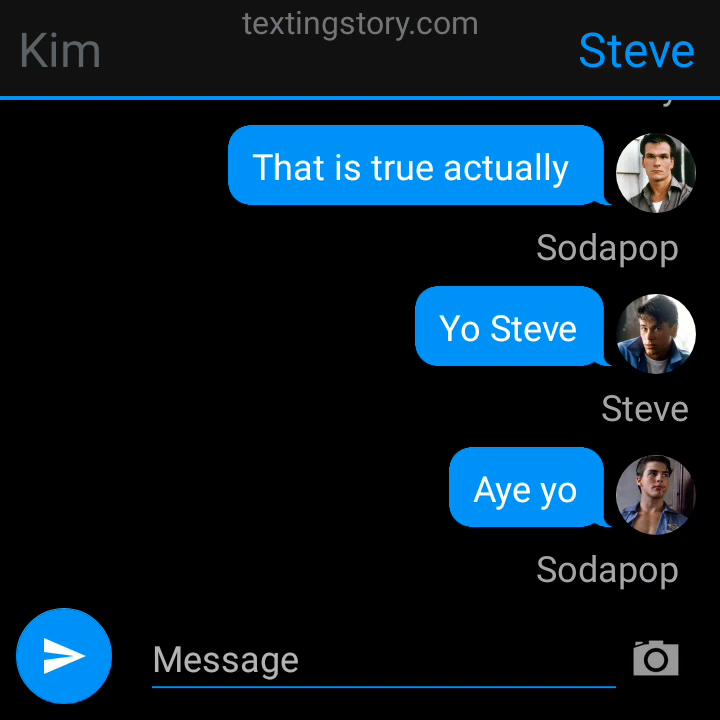 textingstory.com
Kim
Steve
That is true actually
Sodapop
Yo Steve
Steve
Aye yo
Sodapop
Message